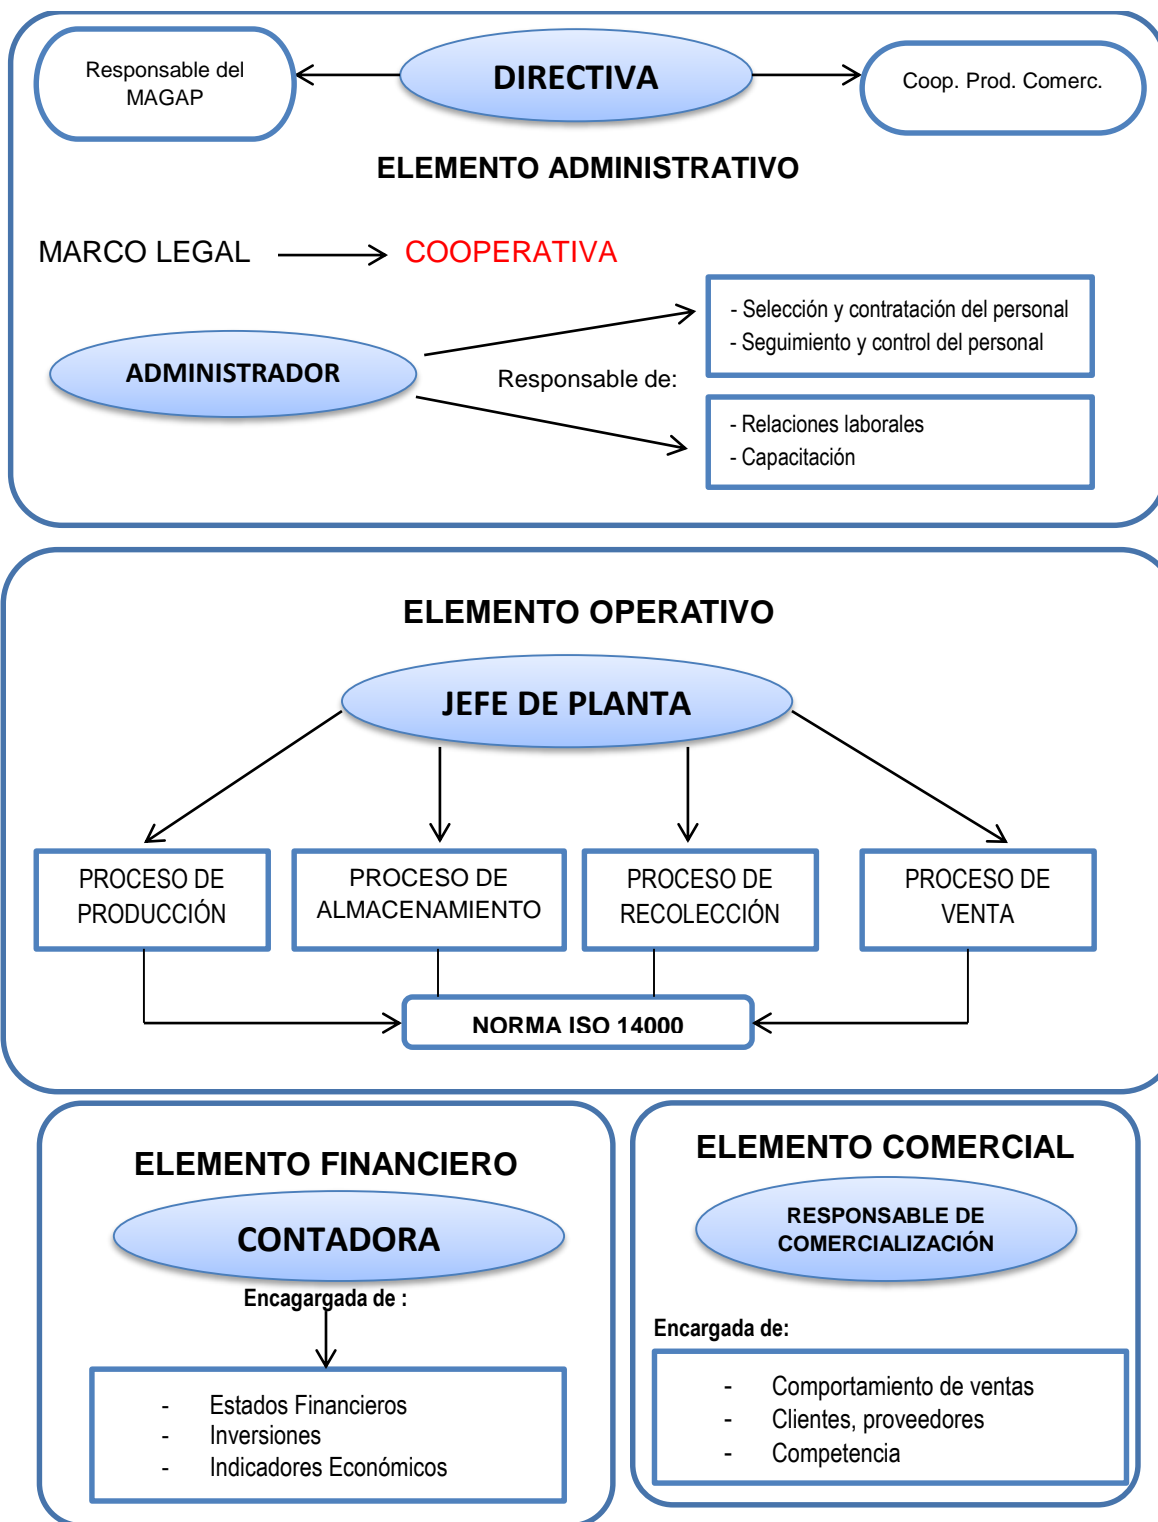 Responsable del
MAGAP
DIRECTIVA
Coop. Prod. Comerc.
ELEMENTO ADMINISTRATIVO
MARCO LEGAL
COOPERATIVA
- Selección y contratación del personal
- Seguimiento y control del personal
ADMINISTRADOR
Responsable de:
- Relaciones laborales
- Capacitación
ELEMENTO OPERATIVO
JEFE DE PLANTA
PROCESO DE
PRODUCCIÓN
PROCESO DE
ALMACENAMIENTO
PROCESO DE
RECOLECCIÓN
PROCESO DE
VENTA
NORMA ISO 14000
ELEMENTO FINANCIERO
CONTADORA
Encagargada de :
- Estados Financieros
- Inversiones
- Indicadores Económicos
ELEMENTO COMERCIAL
RESPONSABLE DE
COMERCIALIZACIÓN
Encargada de:
- Comportamiento de ventas
- Clientes, proveedores
- Competencia